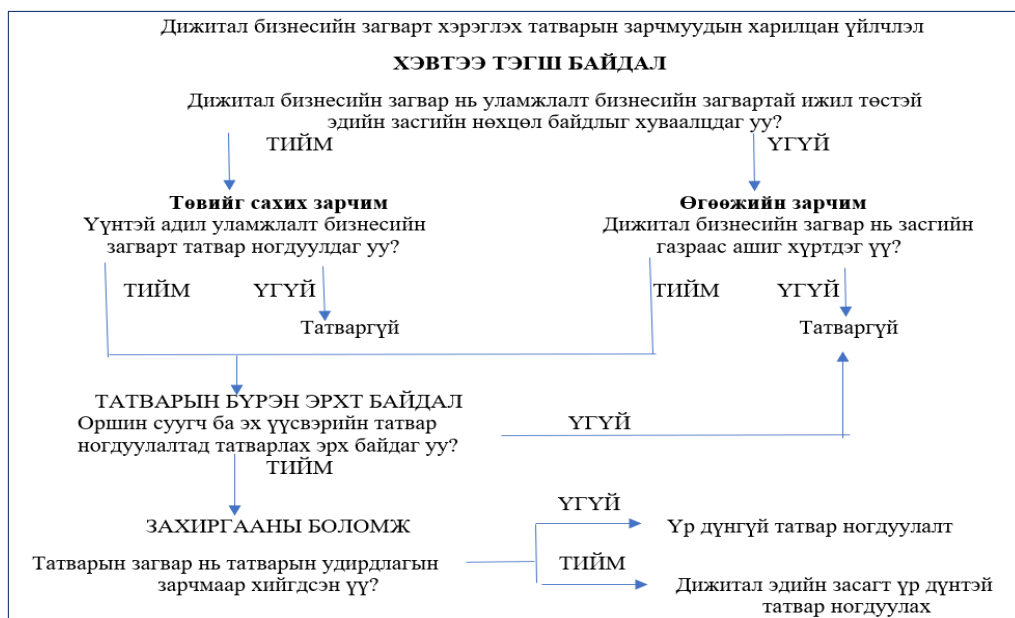 Дижитал бизнесийн загварт хэрэглэх татварын зарчмуудын харилцан үйлчлэл
ХЭВТЭЭ ТЭГШ БАЙДАЛ
Дижитал бизнесийн загвар нь уламжлалт бизнесийн загвартай ижил төстэй
эдийн засгийн нөхцөл байдлыг хуваалцдаг уу?
ТИЙМ
ҮГҮЙ
Төвийг сахих зарчим
Үүнтэй адил уламжлалт бизнесийн
загварт татвар ногдуулдаг уу?
Өгөөжийн зарчим
Дижитал бизнесийн загвар нь засгийн
газраас ашиг хүртдэг үү?
ТИЙМ
ҮГҮЙ
ТИЙМ
ҮГҮЙ
Татваргүй
Татваргүй
ТАТВАРЫН БҮРЭН ЭРХТ БАЙДАЛ
Оршин суугч ба эх үүсвэрийн татвар
ногдуулалтад татварлах эрх байдаг уу?
ҮГҮЙ
ТИЙМ
ЗАХИРГААНЫ БОЛОМЖ
Татварын загвар нь татварын удирдлагын
зарчмаар хийгдсэн үү?
ҮГҮЙ
Үр дүнгүй татвар ногдуулалт
ТИЙМ
Дижитал эдийн засагт үр дүнтэй
татвар ногдуулах